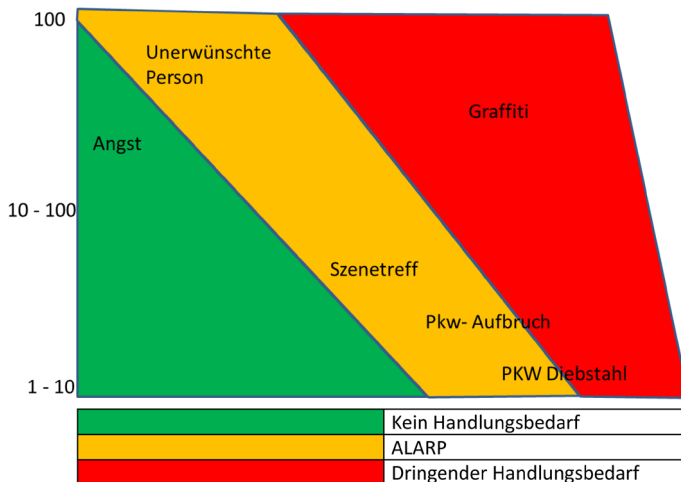 100
Unerwünschte
Person
Graffiti
Angst
10 - 100
Szenetreff
Pkw- Aufbruch
PKW Diebstahl
1 - 10
Kein Handlungsbedarf
ALARP
Dringender Handlungsbedarf